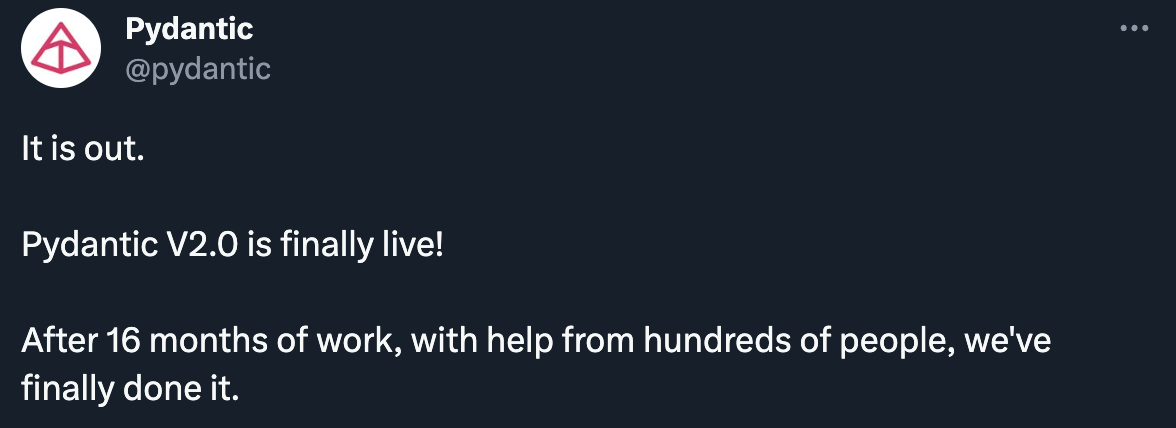 Pydantic
@pydantic
It is out.
Pydantic V2.0 is finally live!
After 16 months of work, with help from hundreds of people, we've
finally done it.